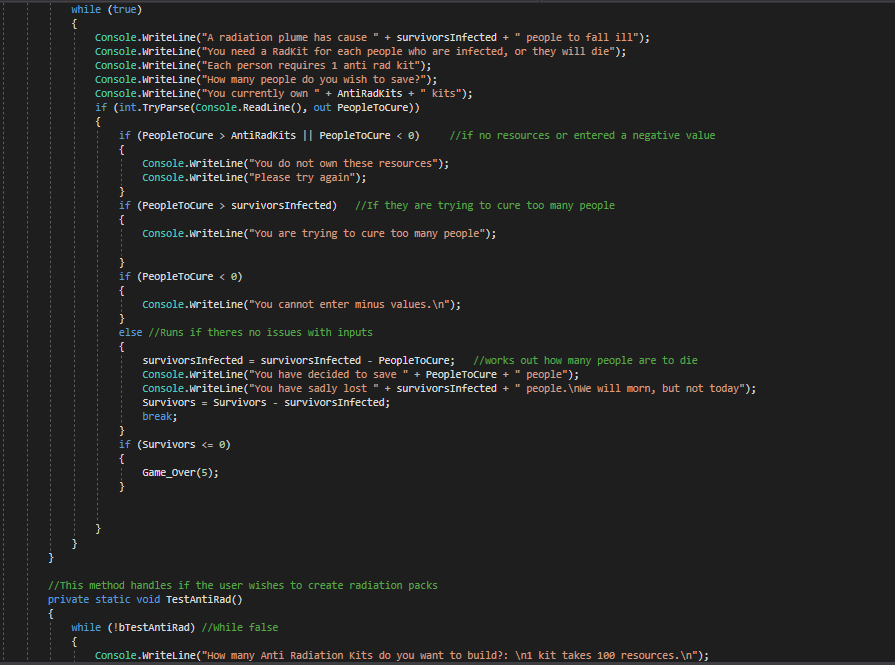 while (true)
{
Console.WriteLine("A radiation plume has cause " + survivorsInfected + " people to fall ill");
Console.WriteLine("You need a RadKit for each people who are infected, or they will die");
Console.WriteLine("Each person requires 1 anti rad kit");
Console.WriteLine("How many people do you wish to save?");
Console.WriteLine("You currently own " + AntiRadKits + " kits");
if (int.TryParse(Console.ReadLine(), out PeopleToCure))
{
if (PeopleToCure > AntiRadKits || PeopleToCure < 0) //if no resources or entered a negative value
{
Console.WriteLine("You do not own these resources");
Console.WriteLine("Please try again");
}
if (PeopleToCure > survivorsInfected) //If they are trying to cure too many people
{
Console.WriteLine("You are trying to cure too many people");
}
if (PeopleToCure < 0)
{
Console.WriteLine("You cannot enter minus values.\n");
}
else //Runs if theres no issues with inputs
{
survivorsInfected = survivorsInfected - PeopleToCure; //works out how many people are to die
Console.WriteLine("You have decided to save " + PeopleToCure + " people");
Console.WriteLine("You have sadly lost " + survivorsInfected + " people.\nWe will morn, but not today");
Survivors = Survivors - survivorsInfected;
break;
}
if (Survivors <= 0)
{
Game_Over(5);
}
}
}
}
//This method handles if the user wishes to create radiation packs
private static void TestAntiRad()
{
while (!bTestAntiRad) //While false
{
Console.WriteLine("How many Anti Radiation Kits do you want to build?: \n1 kit takes 100 resources.\n");